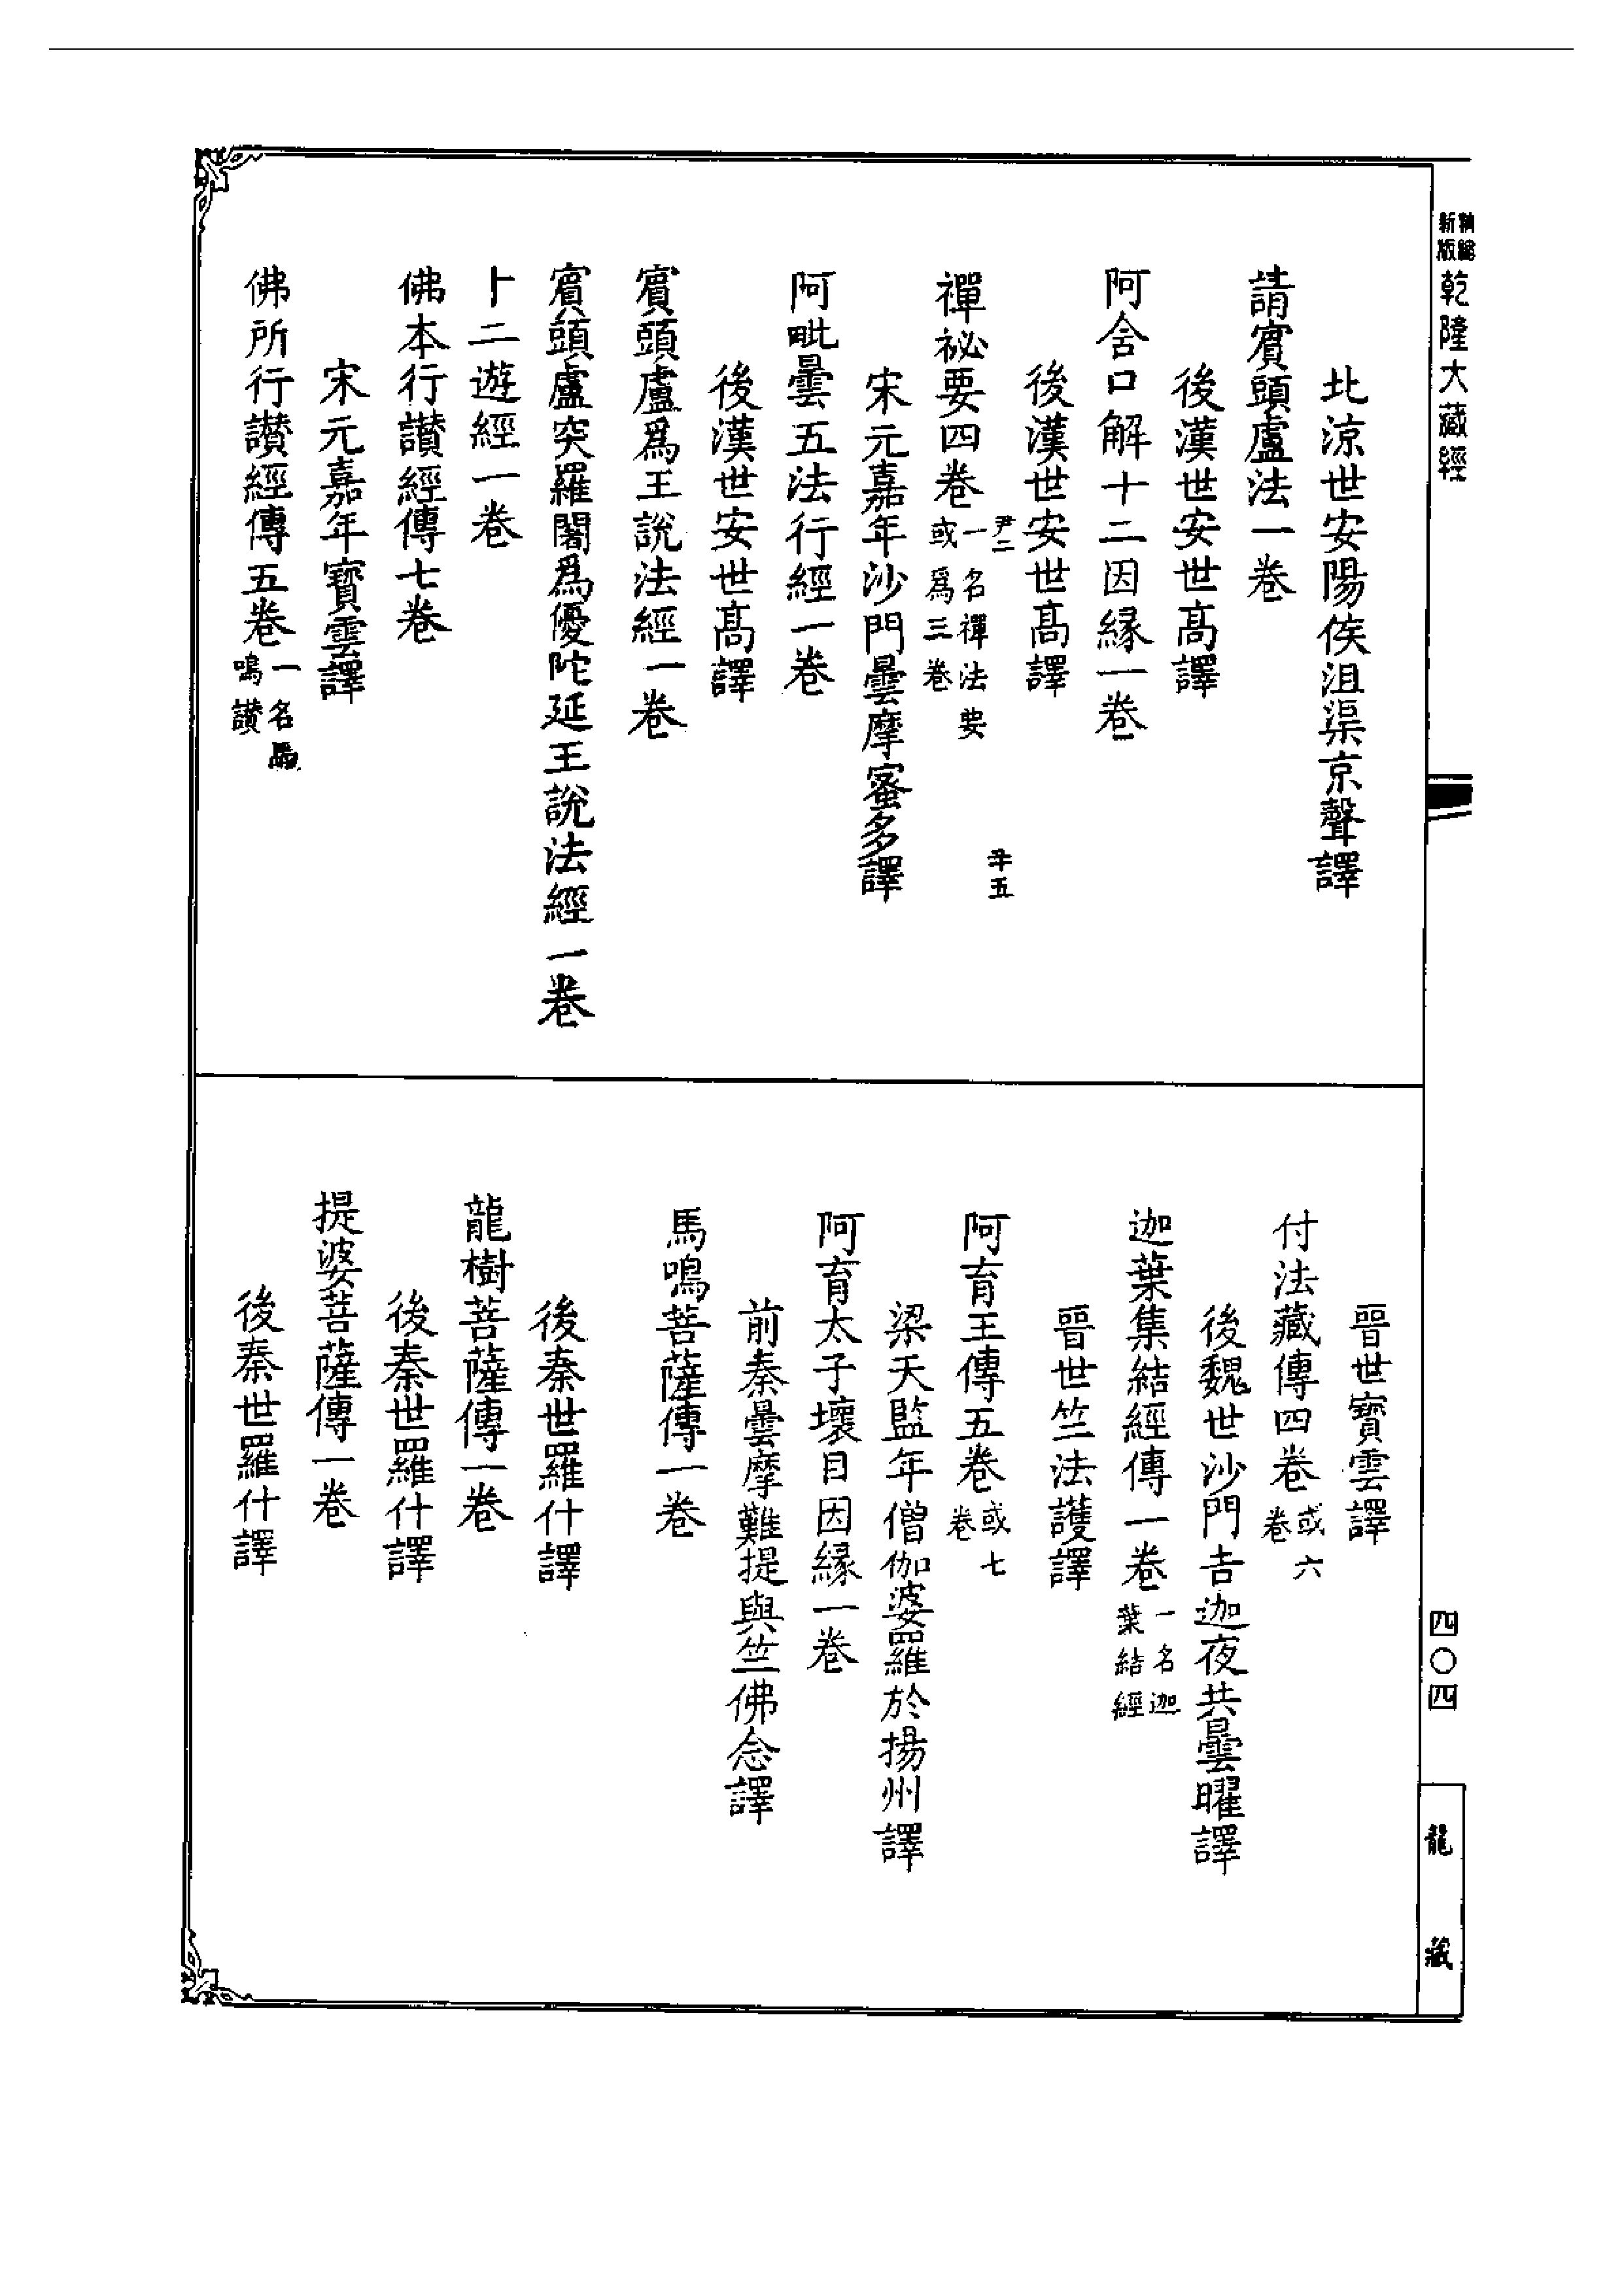 新版精縮乾隆大藏經
北涼世安陽侯沮渠京聲譯
請賓頭盧法一卷
後漢世安世高譯
阿含口解十二因緣一卷
後漢世安世高譯
尹二
五
禪祕要四卷一名禪法要或爲三卷
宋元嘉年沙門曇摩蜜多譯
阿毗曇五法行經一卷
後漢世安世高譯
賓頭盧爲王說法經一卷
賓頭盧突羅闍爲優陀延王說法經一卷
十二遊經一卷
佛本行讚經傳七卷
宋元嘉年寶雲譯
佛所行讚經傳五卷一名馬鳴讚
晉世寶雲譯
付法藏傳四卷或六卷
後魏世沙門吉迦夜共曇曜譯
迦葉集結經傳一卷一名迦葉結經
晉世竺法護譯
阿育王傳五卷或七卷
梁天監年僧伽婆羅於揚州譯
阿育太子壞目因緣一卷
前秦曇摩難提與竺佛念譯
馬鳴菩薩傳一卷
後秦世羅什譯
龍樹菩薩傳一卷
後秦世羅什譯
提婆菩薩傳一卷
後秦世羅什譯
四〇四
龍藏